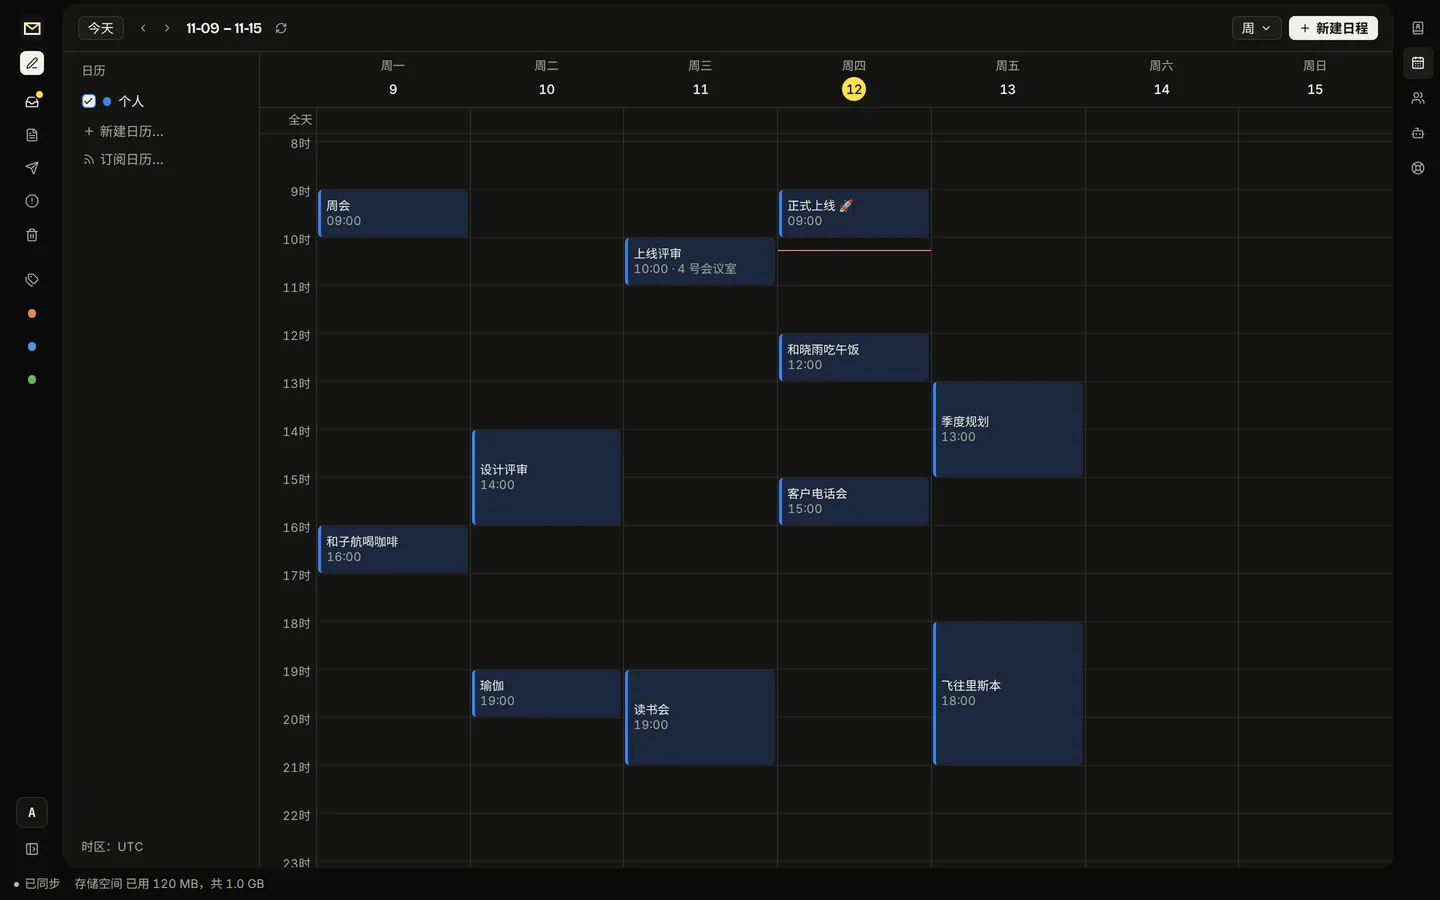 今天
11-09 – 11-15
周
+ 新建日程
日历
个人
+ 新建日历...
订阅日历...
周一
9
周二
10
周三
11
周四
12
周五
13
周六
14
周日
15
全天
8时
9时
10时
11时
12时
13时
14时
15时
16时
17时
18时
19时
20时
21时
22时
23时
周会
09:00
和子航喝咖啡
16:00
设计评审
14:00
瑜伽
19:00
上线评审
10:00 · 4 号会议室
读书会
19:00
正式上线 🚀
09:00
和晓雨吃午饭
12:00
客户电话会
15:00
季度规划
13:00
飞往里斯本
18:00
A
时区：UTC
已同步
存储空间 已用 120 MB，共 1.0 GB